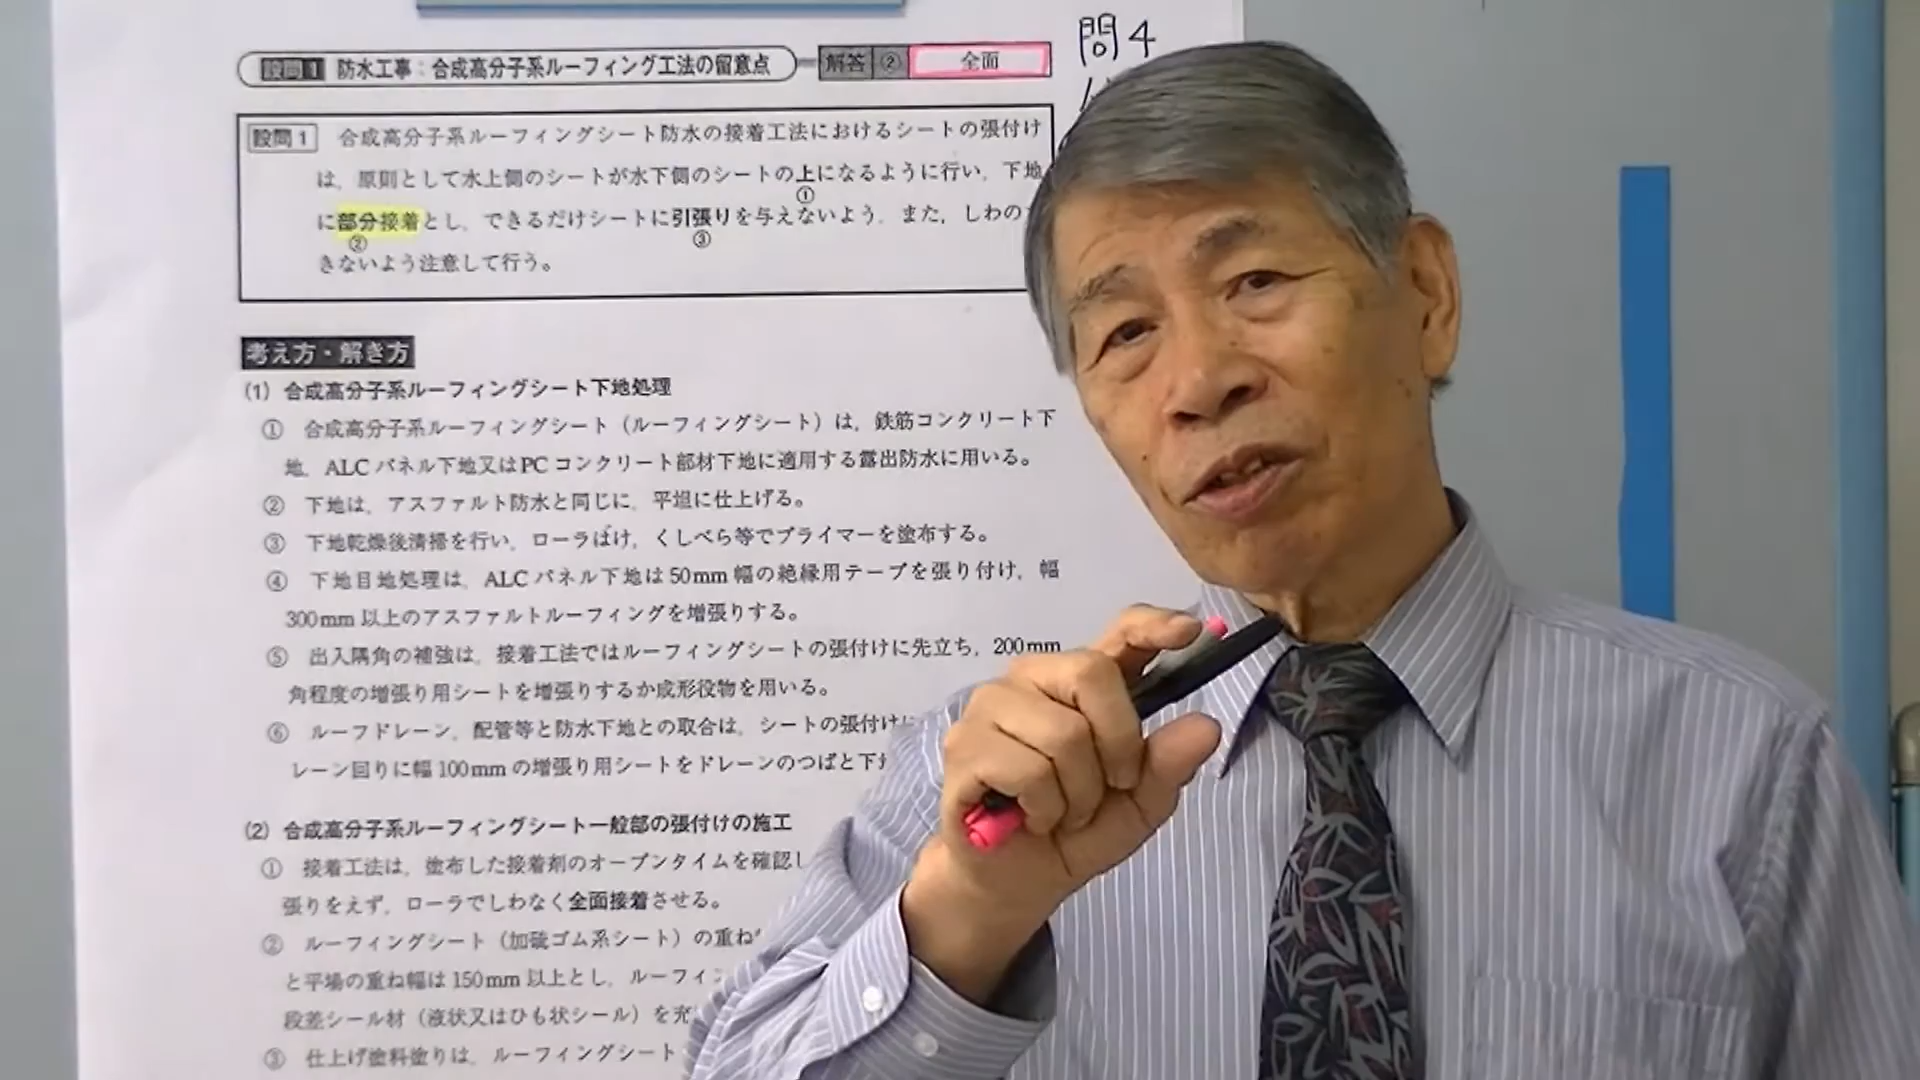 設問1 防水工事:合成高分子系ルーフィング工法の留意点 解答 ② 全面
問4
設問1 合成高分子系ルーフィングシート防水の接着工法におけるシートの張付け
は，原則として水上側のシートが水下側のシートの上になるように行い，下地
①
に部分接着とし，できるだけシートに引張りを与えないよう，また，しわの
② ③
きないよう注意して行う。
考え方・解き方
(1) 合成高分子系ルーフィングシート下地処理
① 合成高分子系ルーフィングシート（ルーフィングシート）は，鉄筋コンクリート下
地，ALCパネル下地又はPCコンクリート部材下地に適用する露出防水に用いる。
② 下地は，アスファルト防水と同じに，平坦に仕上げる。
③ 下地乾燥後清掃を行い，ローラばけ，くしべら等でプライマーを塗布する。
④ 下地目地処理は，ALCパネル下地は50mm幅の絶縁用テープを張り付け，幅
300mm以上のアスファルトルーフィングを増張りする。
⑤ 出入隅角の補強は，接着工法ではルーフィングシートの張付けに先立ち，200mm
角程度の増張り用シートを増張りするか成形役物を用いる。
⑥ ルーフドレーン，配管等と防水下地との取合は，シートの張付け
レーン回りに幅100mmの増張り用シートをドレーンのつばと下
(2) 合成高分子系ルーフィングシート一般部の張付けの施工
① 接着工法は，塗布した接着剤のオープンタイムを確認し
張りをえず，ローラでしわなく全面接着させる。
② ルーフィングシート（加硫ゴム系シート）の重ね
と平場の重ね幅は150mm以上とし，ルーフィ
段差シール材（液状又はひも状シール）を充
③ 仕上げ塗料塗りは，ルーフィングシート